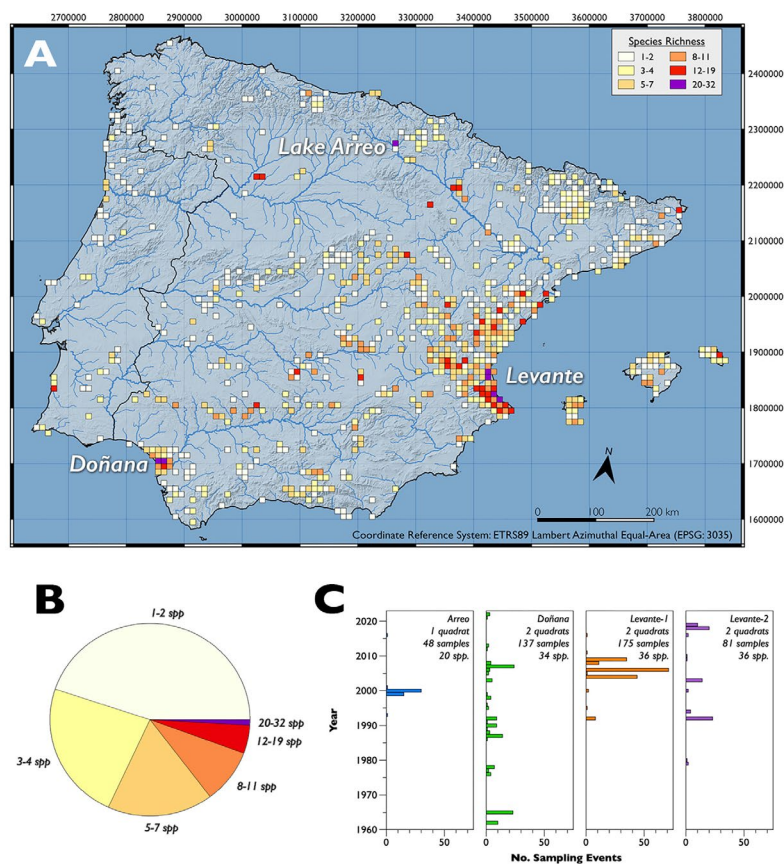 2700000 2800000 2900000 3000000 3100000 3200000 3300000 3400000 3500000 3600000 3700000 3800000
A
Species Richness
1-2 8-11
3-4 12-19
5-7 20-32
2400000
2300000
2200000
2100000
2000000
1900000
1800000
1700000
1600000
Lake Arreo
Levante
Doñana
N
0 100 200 km
Coordinate Reference System: ETRS89 Lambert Azimuthal Equal-Area (EPSG: 3035)
B
1-2 spp
20-32 spp
12-19 spp
8-11 spp
5-7 spp
3-4 spp
C
Arreo
1 quadrat
48 samples
20 spp.
Doñana
2 quadrats
137 samples
34 spp.
Levante-1
2 quadrats
175 samples
36 spp.
Levante-2
2 quadrats
81 samples
36 spp.
2020
2010
2000
1990
1980
1970
1960
Year
0 50 0 50 0 50 0 50
No. Sampling Events